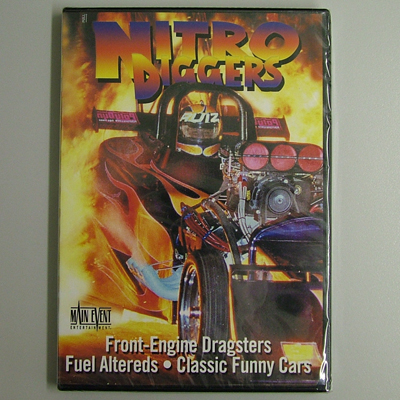 NITRO
DIGGERS
Front-Engine Dragsters
Fuel Altereds • Classic Funny Cars
MAIN EVENT
ENTERTAINMENT